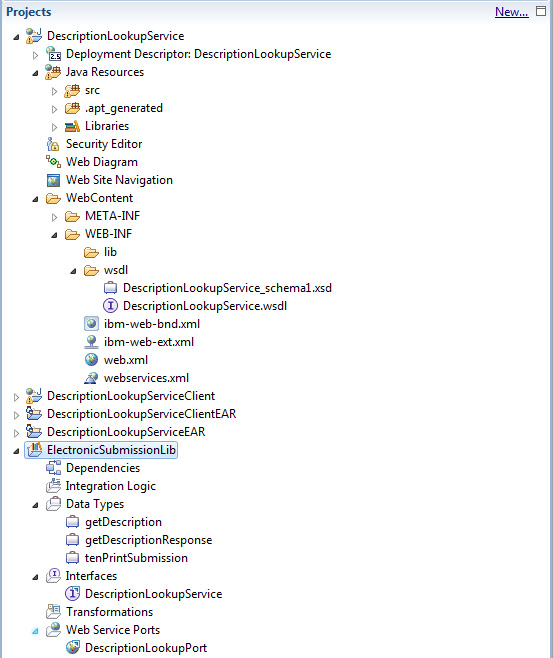 Projects New...
DescriptionLookupService
2.5 Deployment Descriptor: DescriptionLookupService
Java Resources
src
.apt_generated
Libraries
Security Editor
Web Diagram
Web Site Navigation
WebContent
META-INF
WEB-INF
lib
wsdl
DescriptionLookupService_schema1.xsd
I DescriptionLookupService.wsdl
ibm-web-bnd.xml
ibm-web-ext.xml
web.xml
webservices.xml
DescriptionLookupServiceClient
DescriptionLookupServiceClientEAR
DescriptionLookupServiceEAR
ElectronicSubmissionLib
Dependencies
Integration Logic
Data Types
getDescription
getDescriptionResponse
tenPrintSubmission
I Interfaces
I DescriptionLookupService
Transformations
Web Service Ports
DescriptionLookupPort